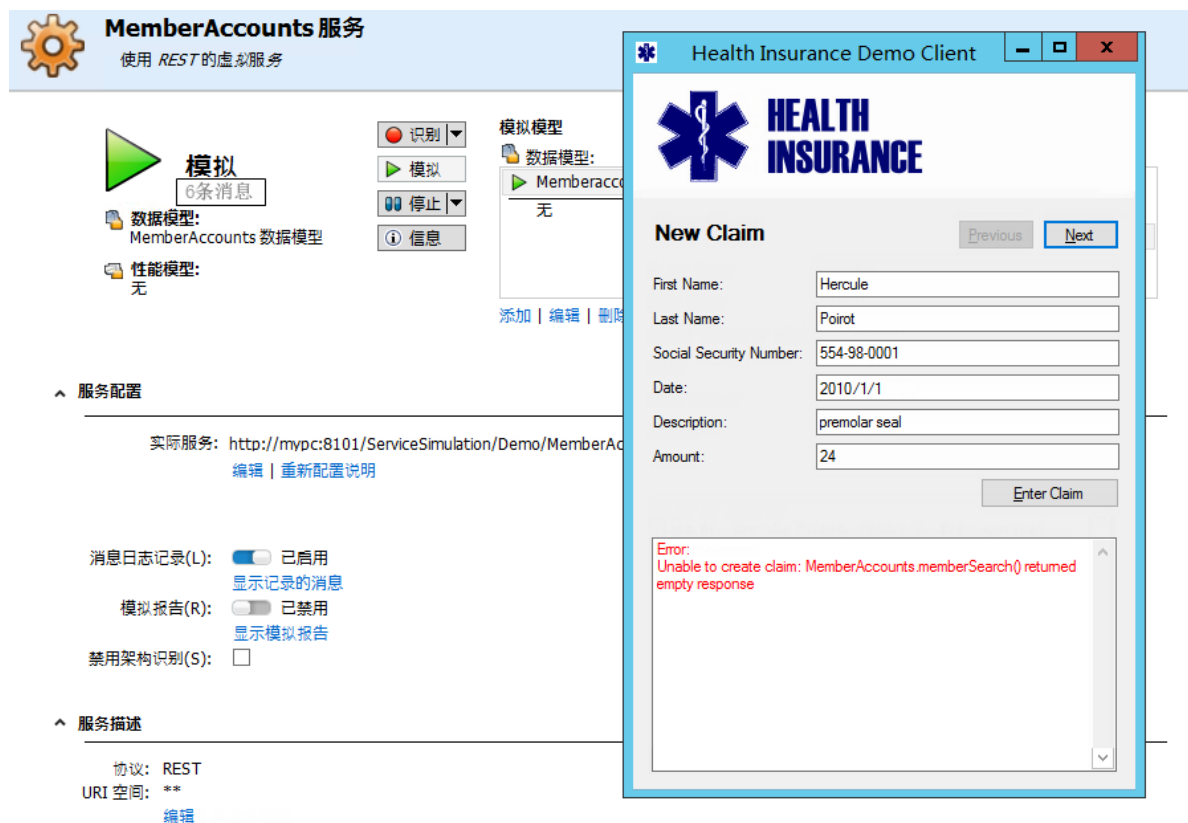 MemberAccounts 服务
使用 REST 的虚拟服务
模拟
6条消息
数据模型:
MemberAccounts 数据模型
性能模型:
无
识别
模拟
停止
信息
模拟模型
数据模型:
Memberacco
无
添加 | 编辑 | 删除
服务配置
实际服务: http://mypc:8101/ServiceSimulation/Demo/MemberAc
编辑 | 重新配置说明
消息日志记录(L): 已启用
显示记录的消息
模拟报告(R): 已禁用
显示模拟报告
禁用架构识别(S):
服务描述
协议: REST
URI 空间: **
编辑
Health Insurance Demo Client
HEALTH
INSURANCE
New Claim
Previous Next
First Name: Hercule
Last Name: Poirot
Social Security Number: 554-98-0001
Date: 2010/1/1
Description: premolar seal
Amount: 24
Enter Claim
Error:
Unable to create claim: MemberAccounts.memberSearch() returned
empty response